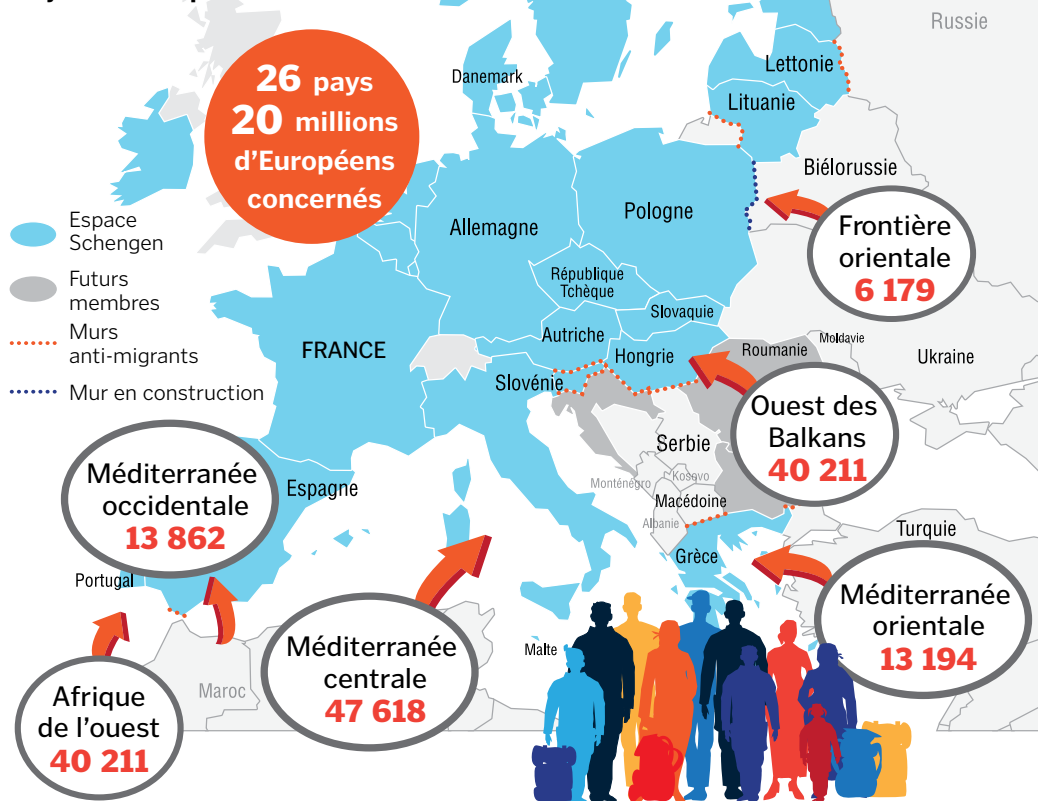 Russie
Lettonie
Danemark
Lituanie
26 pays
20 millions
d'Européens
concernés
Biélorussie
Espace
Schengen
Futurs
membres
Murs
anti-migrants
Mur en construction
Allemagne
Pologne
Frontière
orientale
6 179
République
Tchèque
Slovaquie
Autriche
FRANCE
Hongrie
Roumanie
Moldavie
Ukraine
Slovénie
Ouest des
Balkans
40 211
Serbie
Méditerranée
occidentale
13 862
Espagne
Monténégro
Kosovo
Macédoine
Albanie
Turquie
Grèce
Portugal
Méditerranée
orientale
13 194
Méditerranée
centrale
47 618
Malte
Maroc
Afrique
de l'ouest
40 211